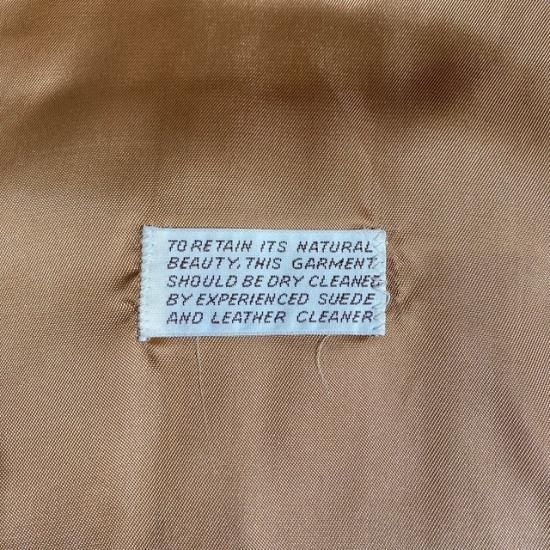 TO RETAIN ITS NATURAL
BEAUTY, THIS GARMENT
SHOULD BE DRY CLEANED
BY EXPERIENCED SUEDE
AND LEATHER CLEANER